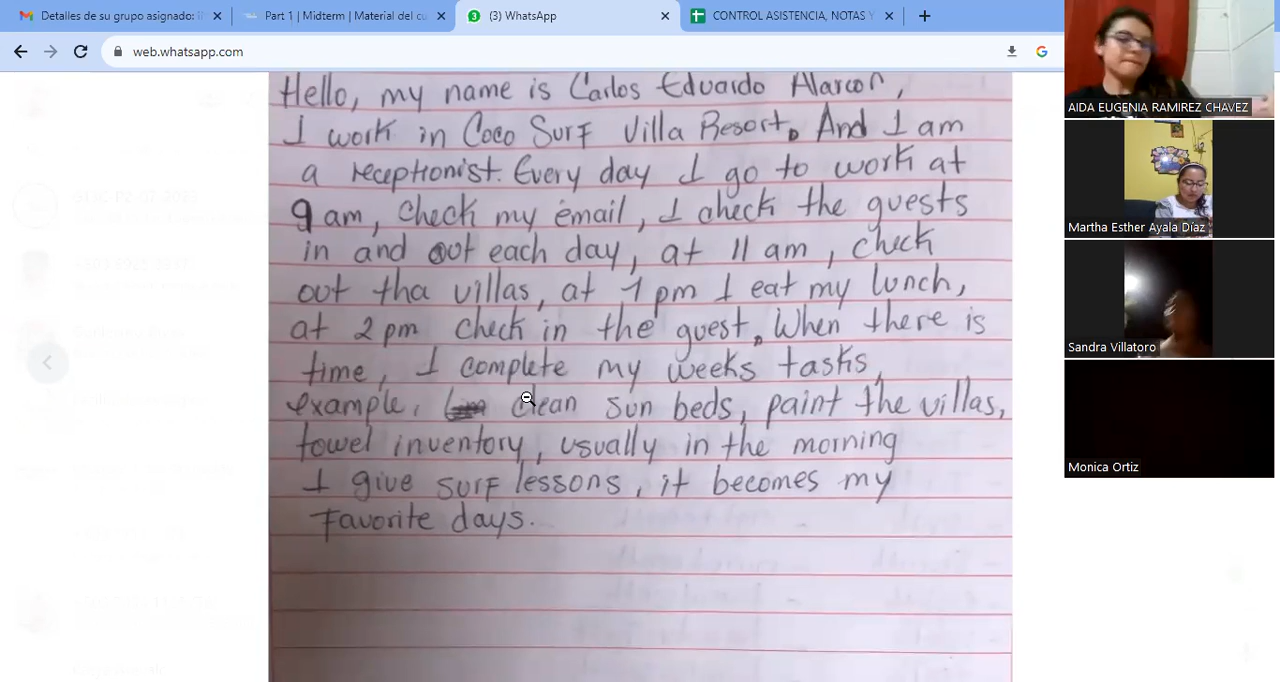 Detalles de su grupo asignado: i
Part 1 | Midterm | Material del cu
(3) WhatsApp
CONTROL ASISTENCIA, NOTAS Y
web.whatsapp.com
Hello, my name is Carlos Eduardo Alarcon,
I work in Coco Surf Villa Resort. And I am
a receptionist. Every day I go to work at
9 am, check my email, I check the guests
in and out each day, at 11 am, check
out tha villas, at 1 pm I eat my lunch,
at 2 pm check in the guest. When there is
time, I complete my weeks tasks,
example, clean sun beds, paint the villas,
towel inventory, usually in the morning
I give surf lessons, it becomes my
Favorite days.
AIDA EUGENIA RAMIREZ CHAVEZ
Martha Esther Ayala Díaz
Sandra Villatoro
Monica Ortiz